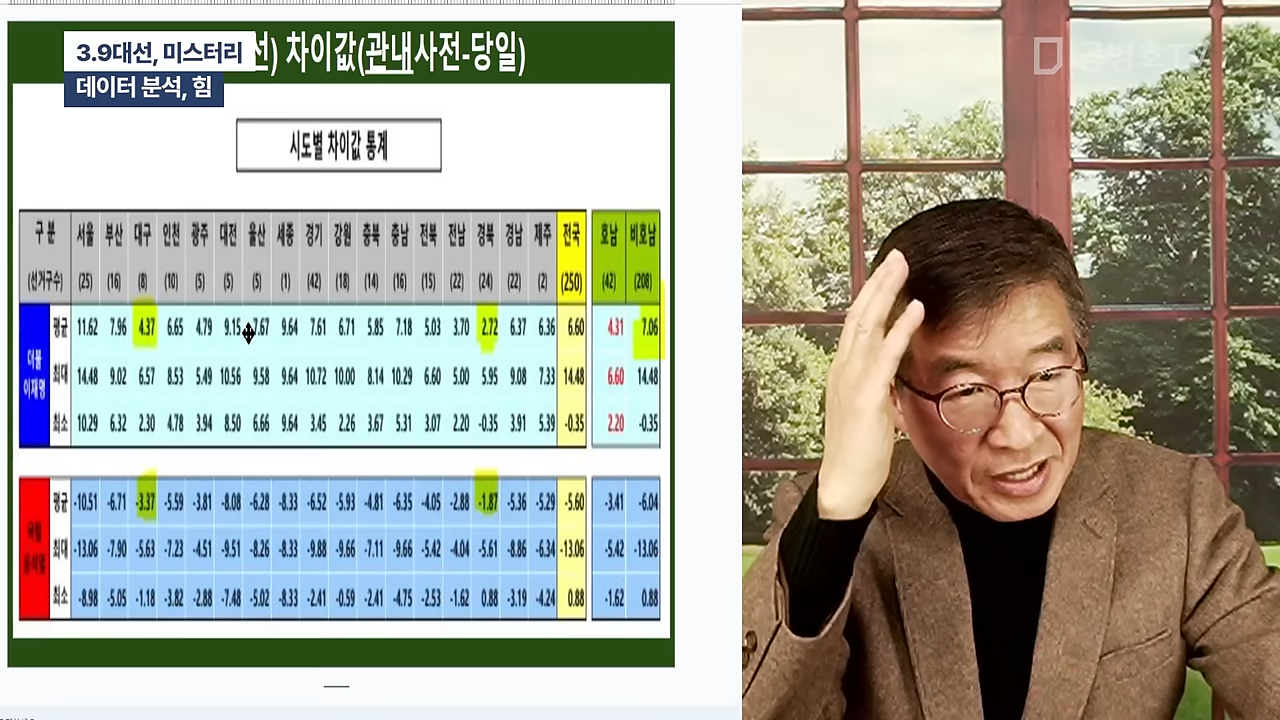 3.9대선, 미스터리
데이터 분석, 힘
선) 차이값(관내사전-당일)
공병호TV
시도별 차이값 통계
구 분 서울 부산 대구 인천 광주 대전 울산 세종 경기 강원 충북 충남 전북 전남 경북 경남 제주 전국 호남 비호남
(선거구수) (25) (16) (8) (10) (5) (5) (5) (1) (42) (18) (14) (16) (15) (22) (24) (22) (2) (250) (42) (208)
더불
이재명
평균 11.62 7.96 4.37 6.65 4.79 9.15 7.67 9.64 7.61 6.71 5.85 7.18 5.03 3.70 2.72 6.37 6.36 6.60 4.31 7.06
최대 14.48 9.02 6.57 8.53 5.49 10.56 9.58 9.64 10.72 10.00 8.14 10.29 6.60 5.00 5.95 9.08 7.33 14.48 6.60 14.48
최소 10.29 6.32 2.30 4.78 3.94 8.50 6.66 9.64 3.45 2.26 3.67 5.31 3.07 2.20 -0.35 3.91 5.39 -0.35 2.20 -0.35
평균 -10.51 -6.71 -3.37 -5.59 -3.81 -8.08 -6.28 -8.33 -6.52 -5.93 -4.81 -6.35 -4.05 -2.88 -1.87 -5.36 -5.29 -5.60 -3.41 -6.04
최대 -13.06 -7.90 -5.63 -7.23 -4.51 -9.51 -8.26 -8.33 -9.88 -9.66 -7.11 -9.66 -5.42 -4.04 -5.61 -8.86 -6.34 -13.06 -5.42 -13.06
최소 -8.98 -5.05 -1.18 -3.82 -2.88 -7.48 -5.02 -8.33 -2.41 -0.59 -2.41 -4.75 -2.53 -1.62 0.88 -3.19 -4.24 0.88 -1.62 0.88